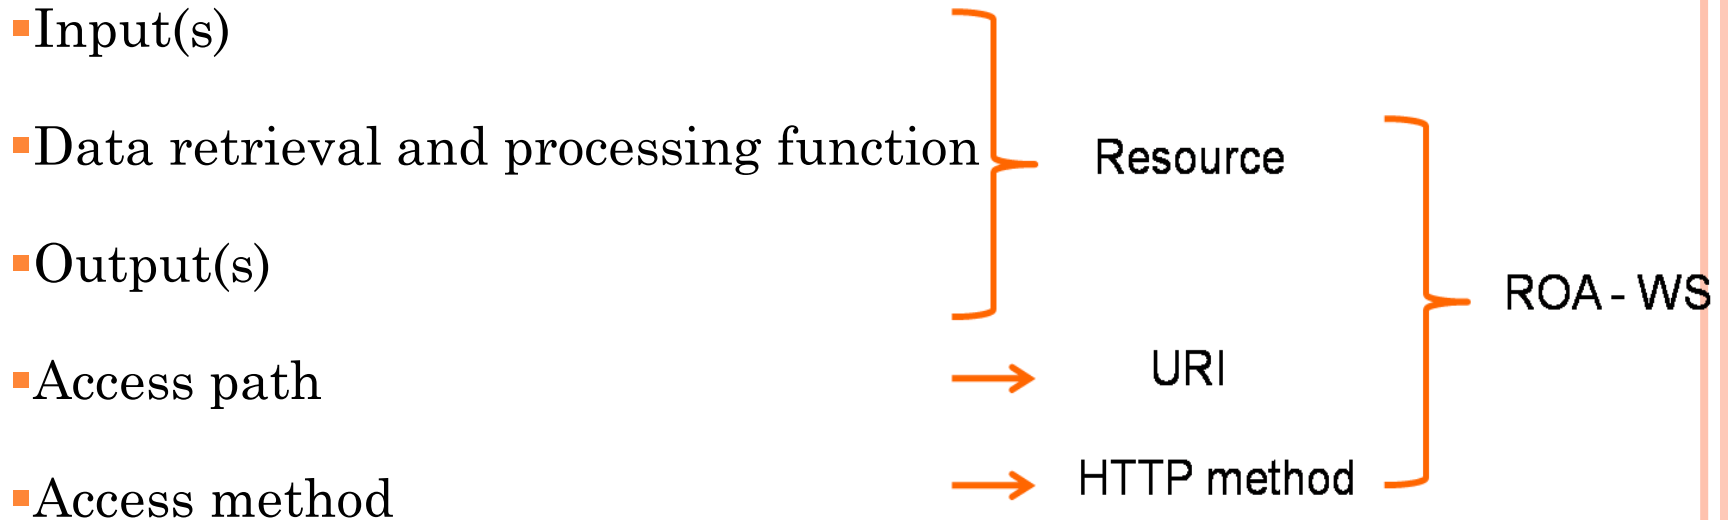 ▪Input(s)
▪Data retrieval and processing function
Resource
▪Output(s)
ROA - WS
▪Access path
URI
▪Access method
HTTP method